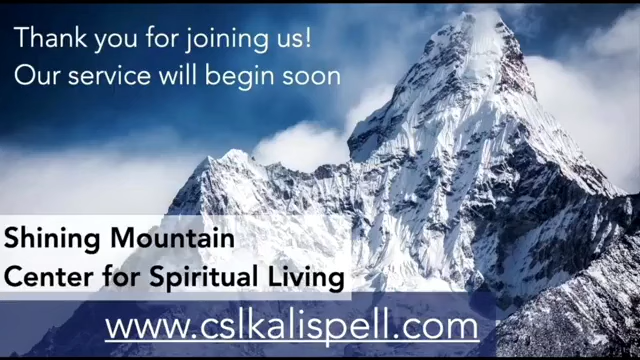 Thank you for joining us!
Our service will begin soon
Shining Mountain
Center for Spiritual Living
www.cslkalispell.com